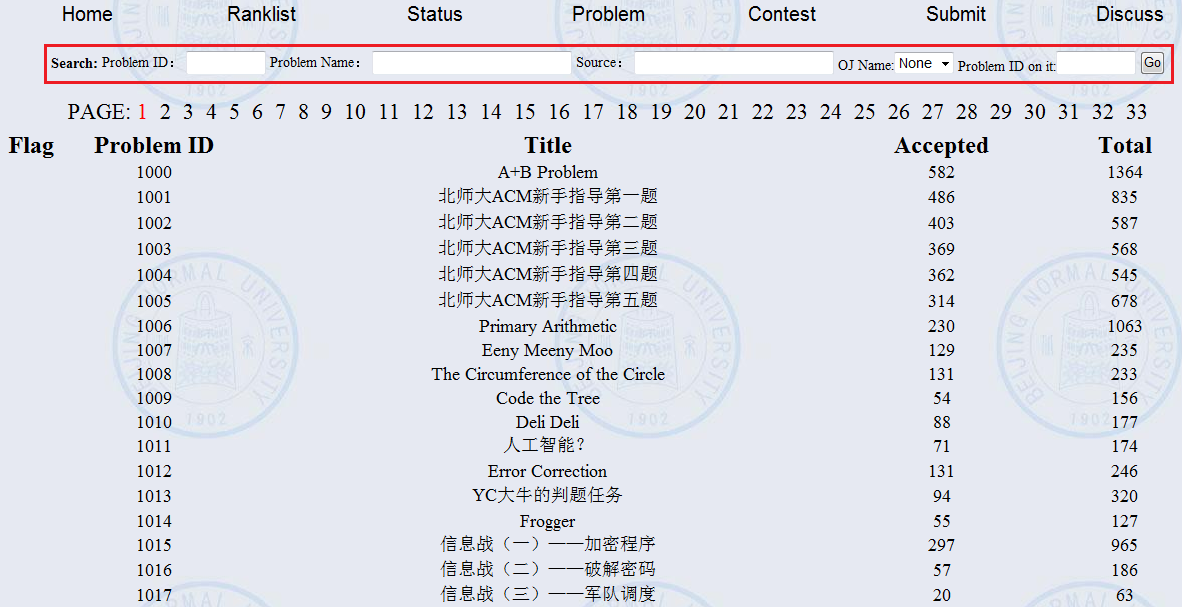 Home Ranklist Status Problem Contest Submit Discuss
Search: Problem ID: Problem Name: Source: OJ Name: None Problem ID on it: Go
PAGE: 1 2 3 4 5 6 7 8 9 10 11 12 13 14 15 16 17 18 19 20 21 22 23 24 25 26 27 28 29 30 31 32 33
Flag Problem ID Title Accepted Total
1000 A+B Problem 582 1364
1001 北师大ACM新手指导第一题 486 835
1002 北师大ACM新手指导第二题 403 587
1003 北师大ACM新手指导第三题 369 568
1004 北师大ACM新手指导第四题 362 545
1005 北师大ACM新手指导第五题 314 678
1006 Primary Arithmetic 230 1063
1007 Eeny Meeny Moo 129 235
1008 The Circumference of the Circle 131 233
1009 Code the Tree 54 156
1010 Deli Deli 88 177
1011 人工智能？ 71 174
1012 Error Correction 131 246
1013 YC大牛的判题任务 94 320
1014 Frogger 55 127
1015 信息战（一）——加密程序 297 965
1016 信息战（二）——破解密码 57 186
1017 信息战（三）——军队调度 20 63
BEIJING NORMAL UNIVERSITY
1902